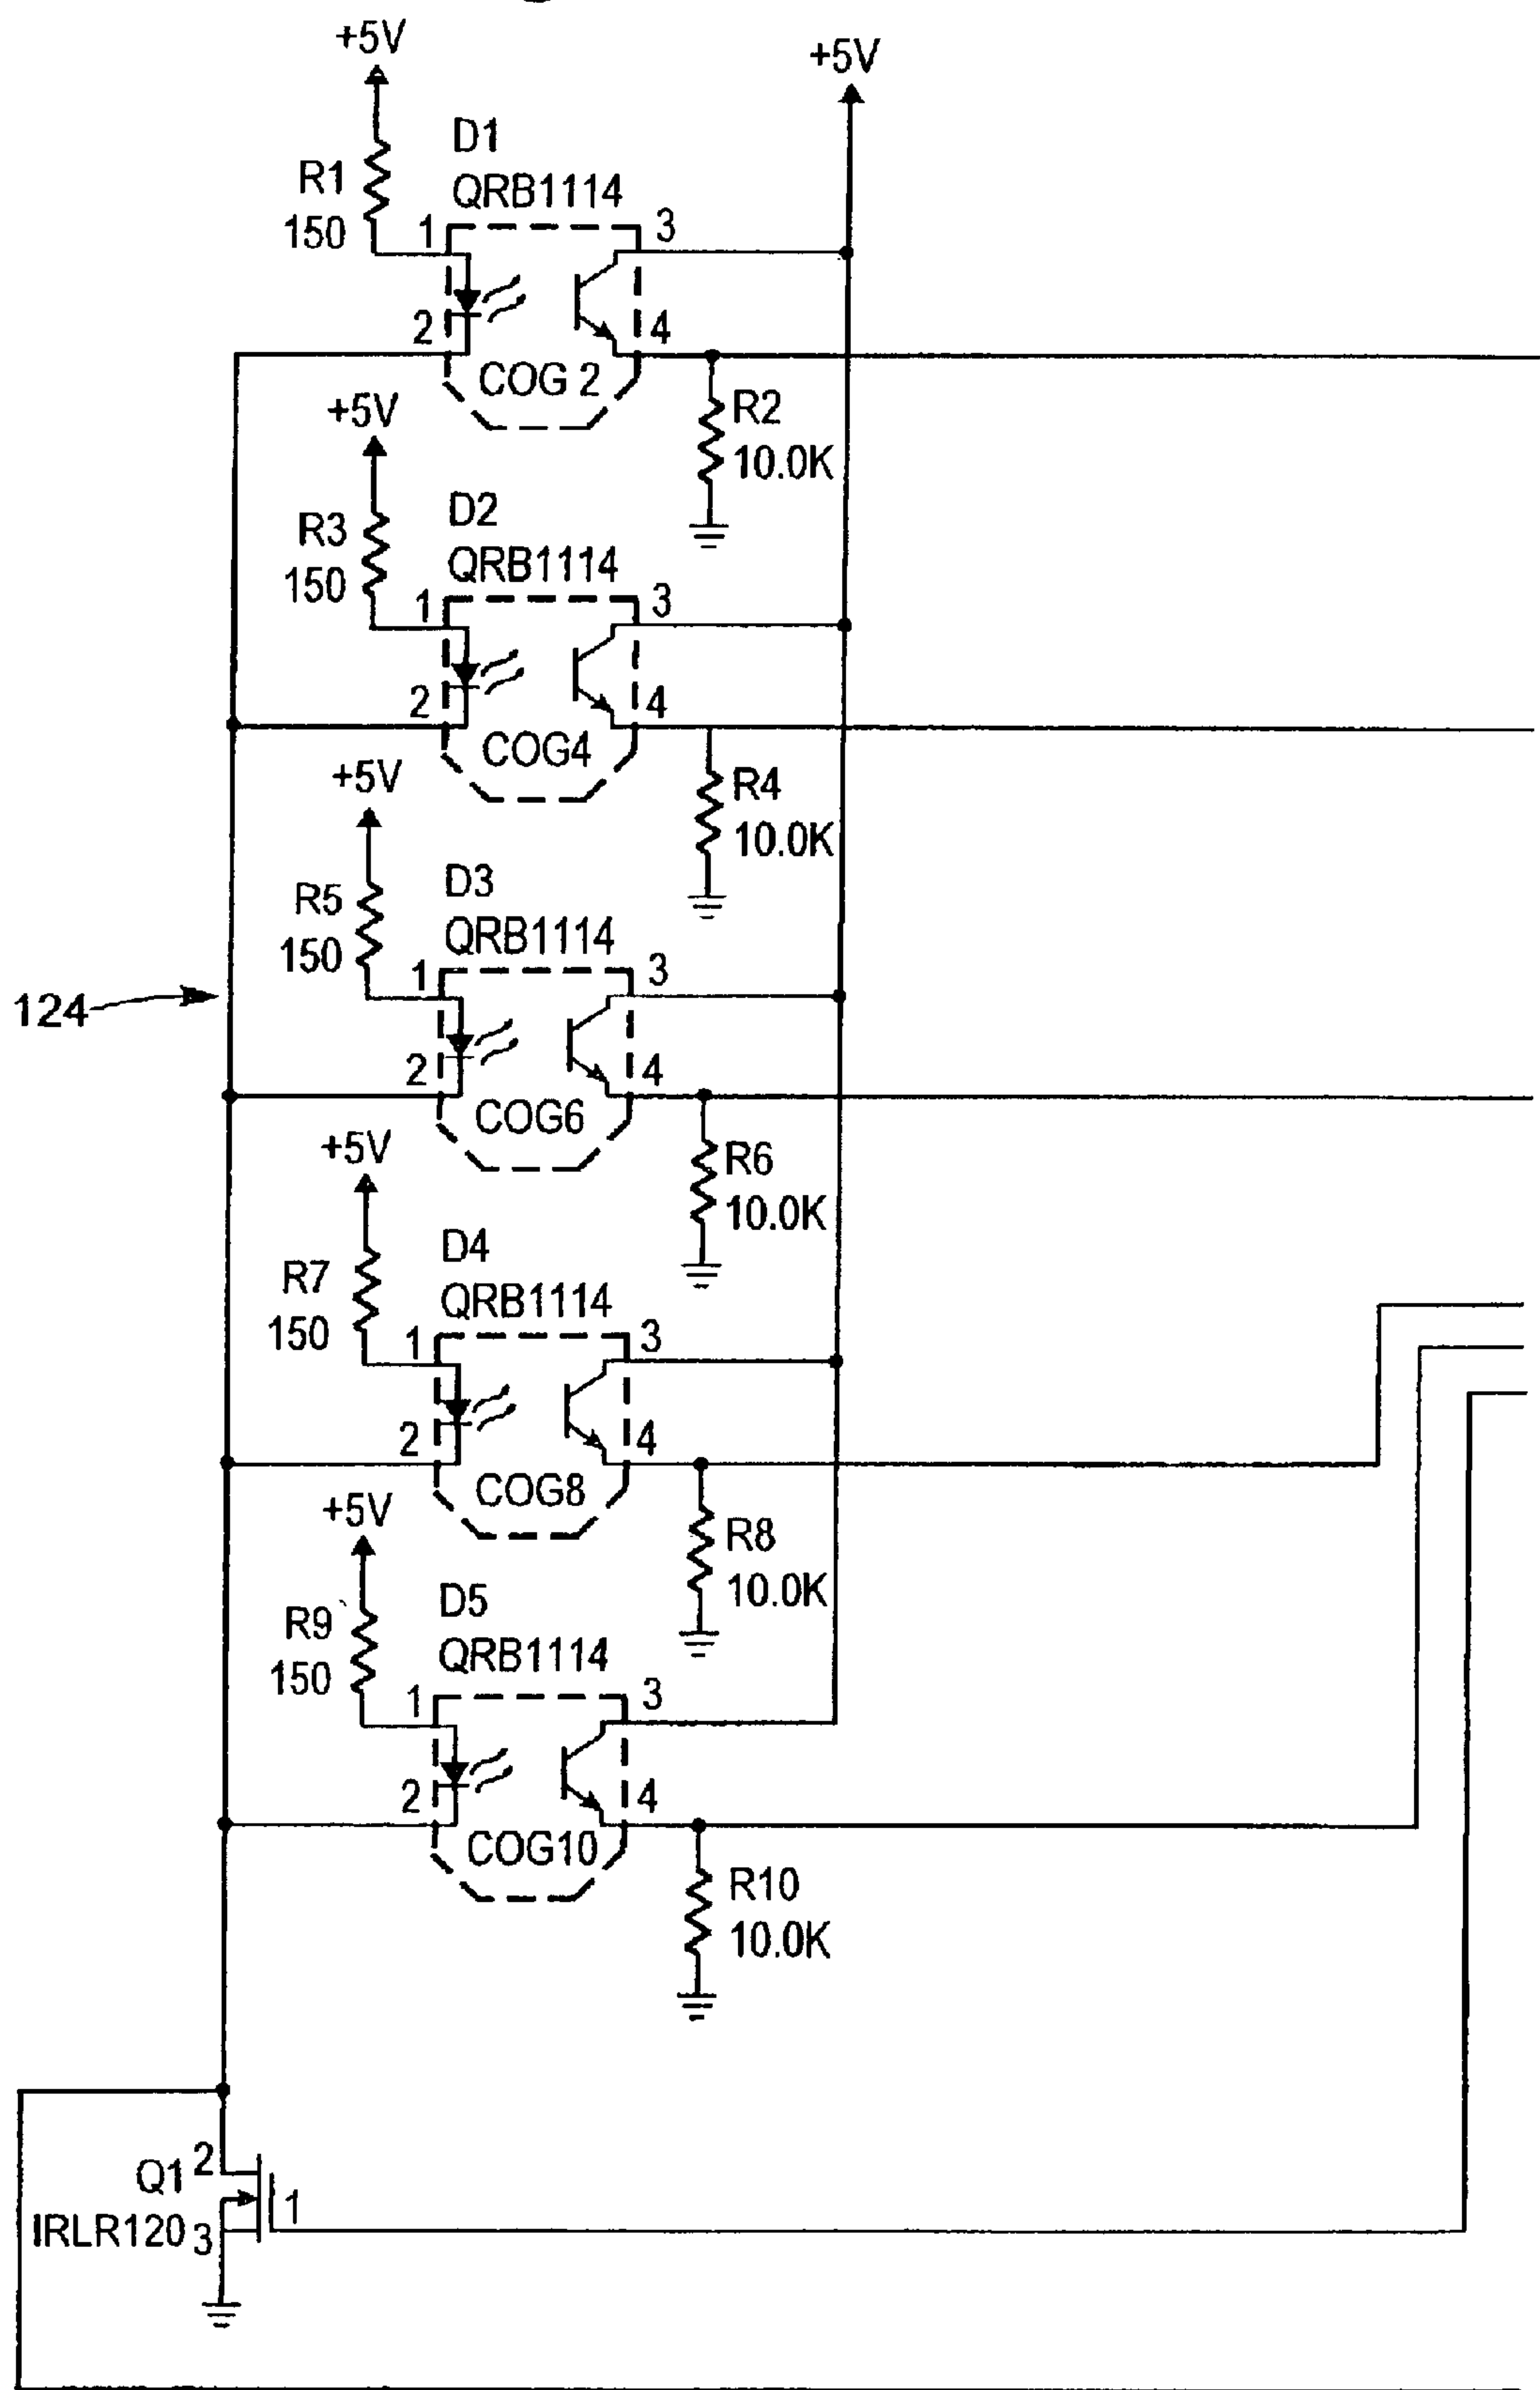 +5V
+5V
D1
QRB1114
R1
150
1
3
2
4
COG 2
R2
10.0K
+5V
D2
QRB1114
R3
150
1
3
2
4
COG4
R4
10.0K
+5V
D3
QRB1114
R5
150
1
3
124
2
4
COG6
R6
10.0K
+5V
D4
QRB1114
R7
150
1
3
2
4
COG8
R8
10.0K
+5V
D5
QRB1114
R9
150
1
3
2
4
COG10
R10
10.0K
Q1
2
1
IRLR120
3